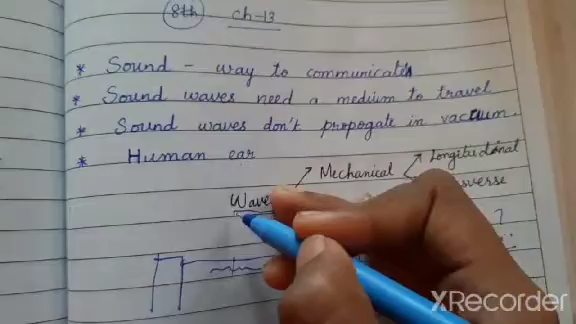 8th ch-13
* Sound - way to communicate
* Sound waves need a medium to travel
* Sound waves don't propogate in vacuum.
* Human ear
Longitudinal
Mechanical
Wave
XRecorder